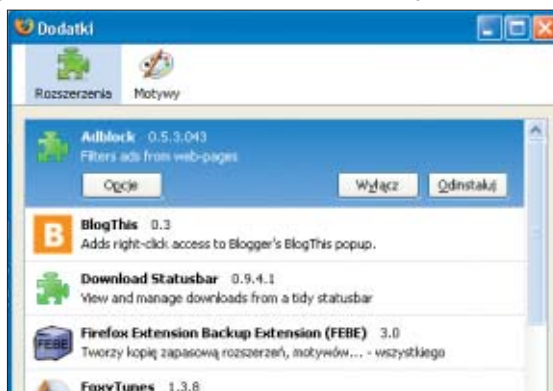 Dodatki
Rozszerzenia Motywy
Adblock 0.5.3.043
Filters ads from web-pages
Opcje Wyłącz Odinstaluj
B
BlogThis 0.3
Adds right-click access to Blogger's BlogThis popup.
Download Statusbar 0.9.4.1
View and manage downloads from a tidy statusbar
FEBE
Firefox Extension Backup Extension (FEBE) 3.0
Tworzy kopię zapasową rozszerzeń, motywów... - wszystkiego
FoxyTunes 1.3.8